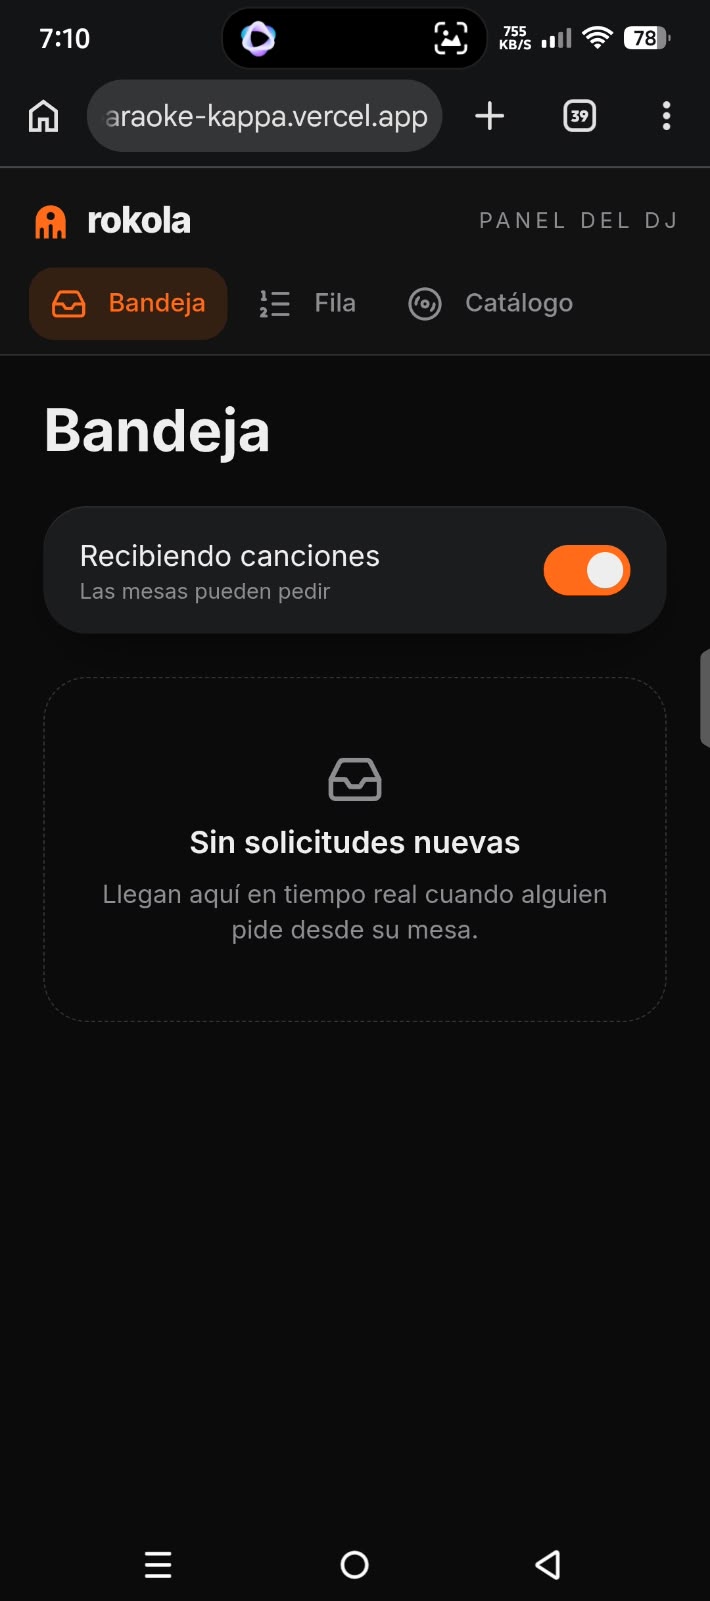 7:10
755
KB/S
78
araoke-kappa.vercel.app
39
rokola
PANEL DEL DJ
Bandeja
Fila
Catálogo
Bandeja
Recibiendo canciones
Las mesas pueden pedir
Sin solicitudes nuevas
Llegan aquí en tiempo real cuando alguien
pide desde su mesa.